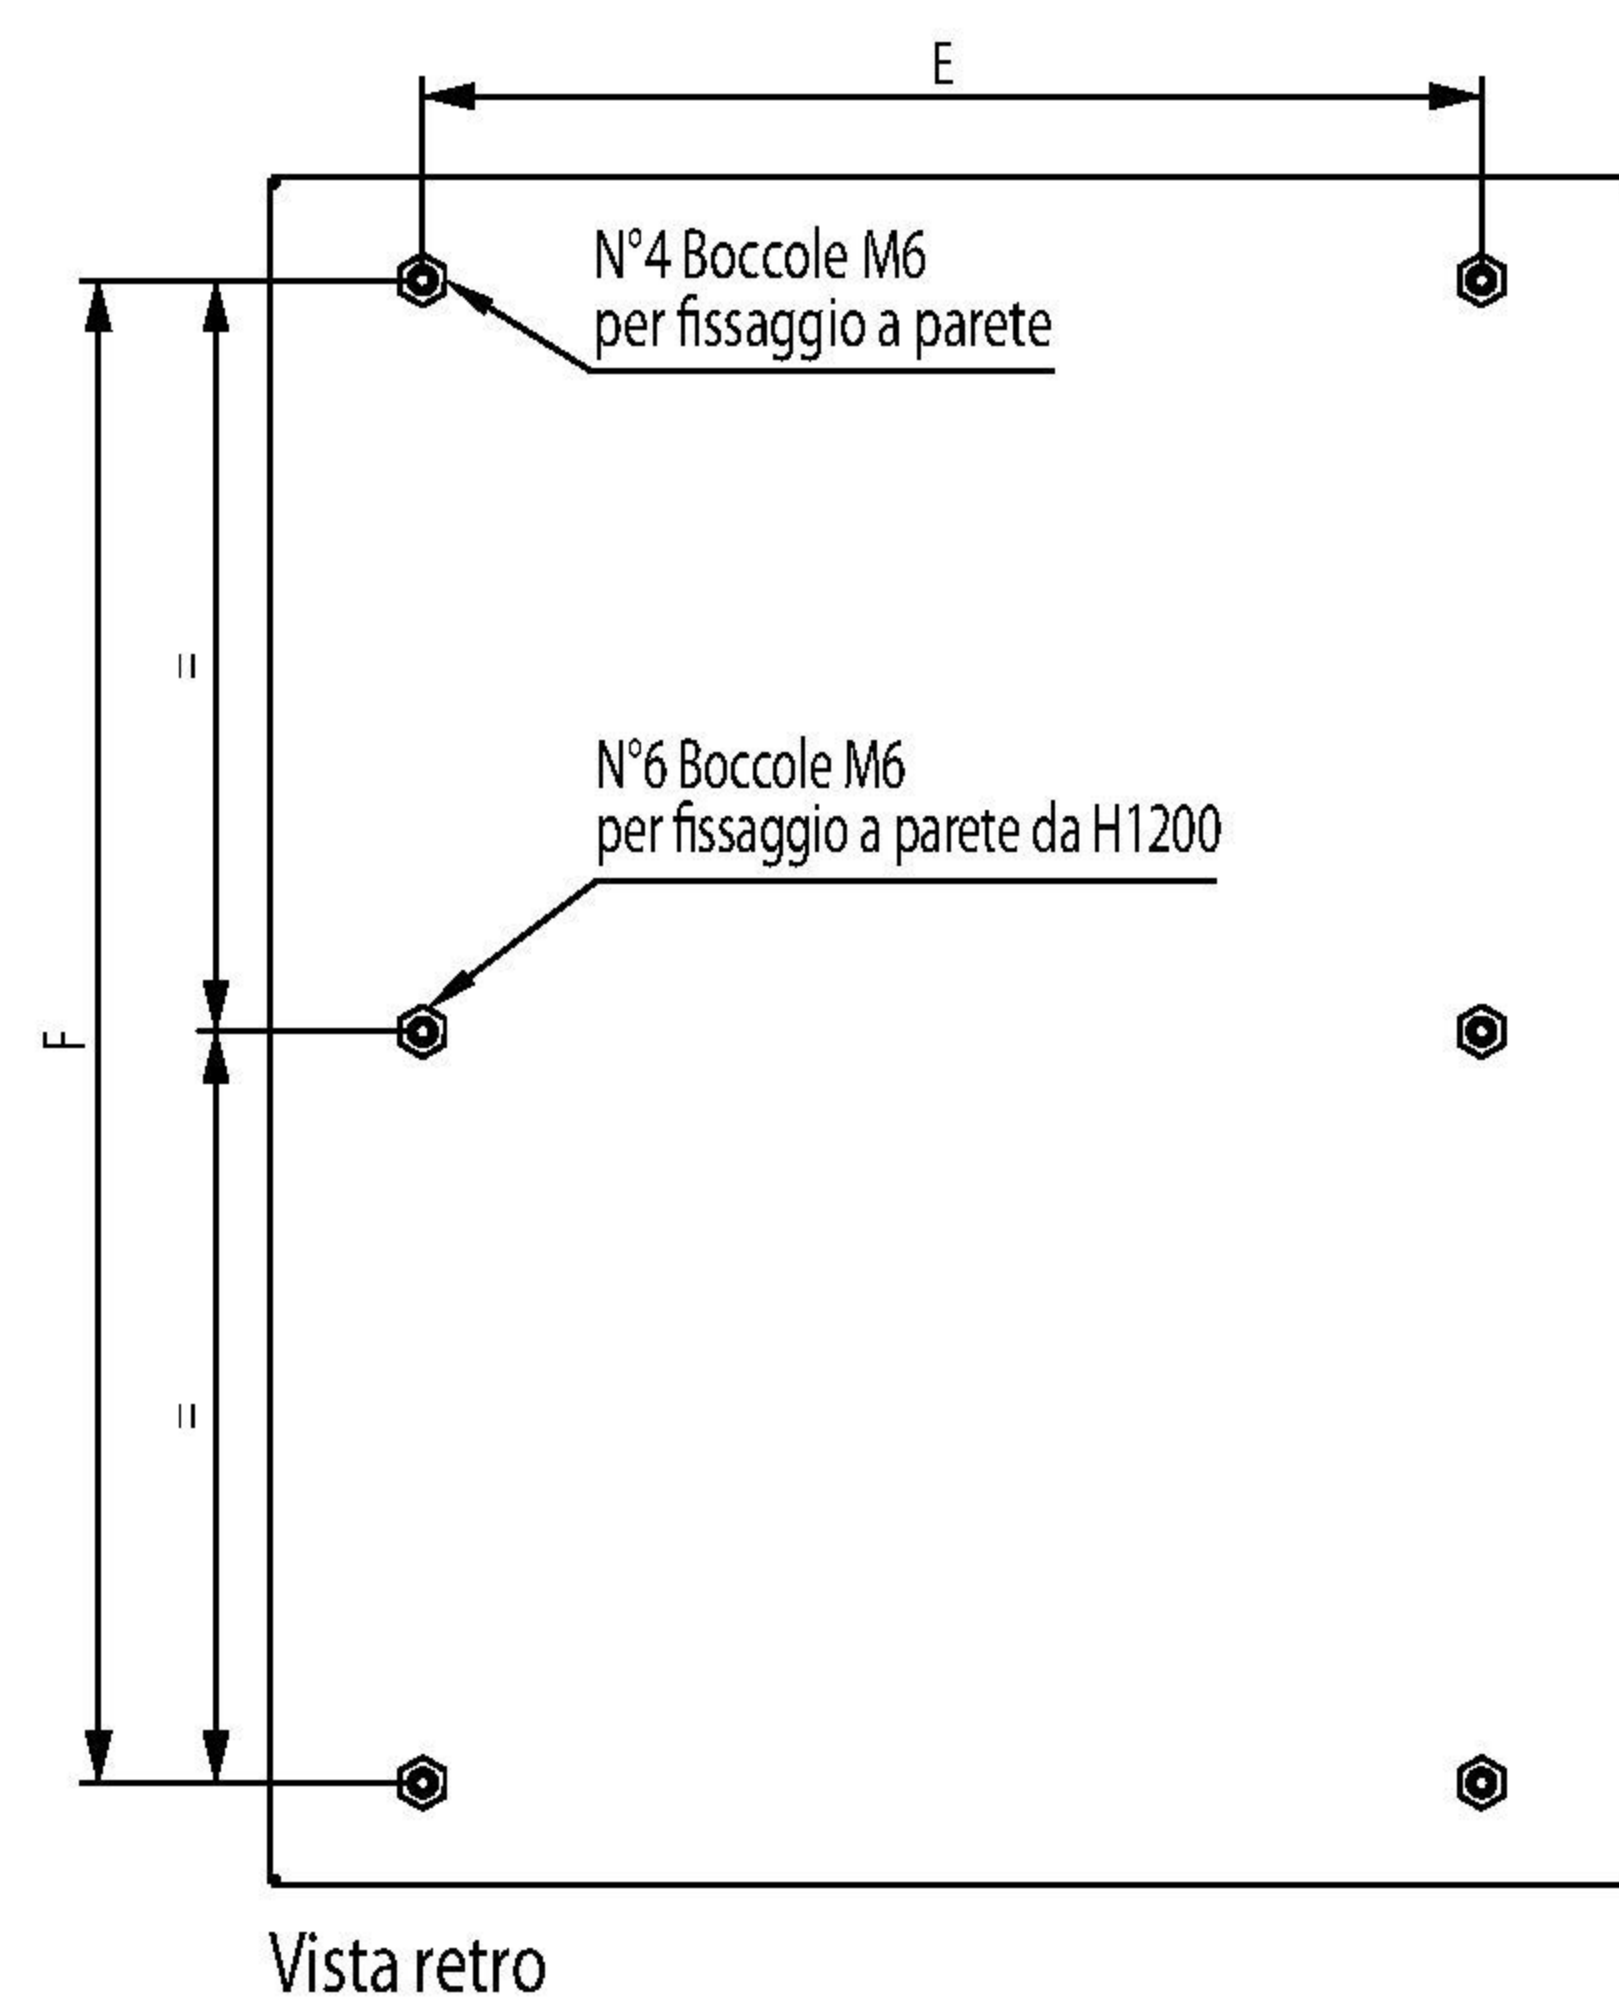 E
N°4 Boccole M6
per fissaggio a parete
=
N°6 Boccole M6
per fissaggio a parete da H1200
F
=
Vista retro